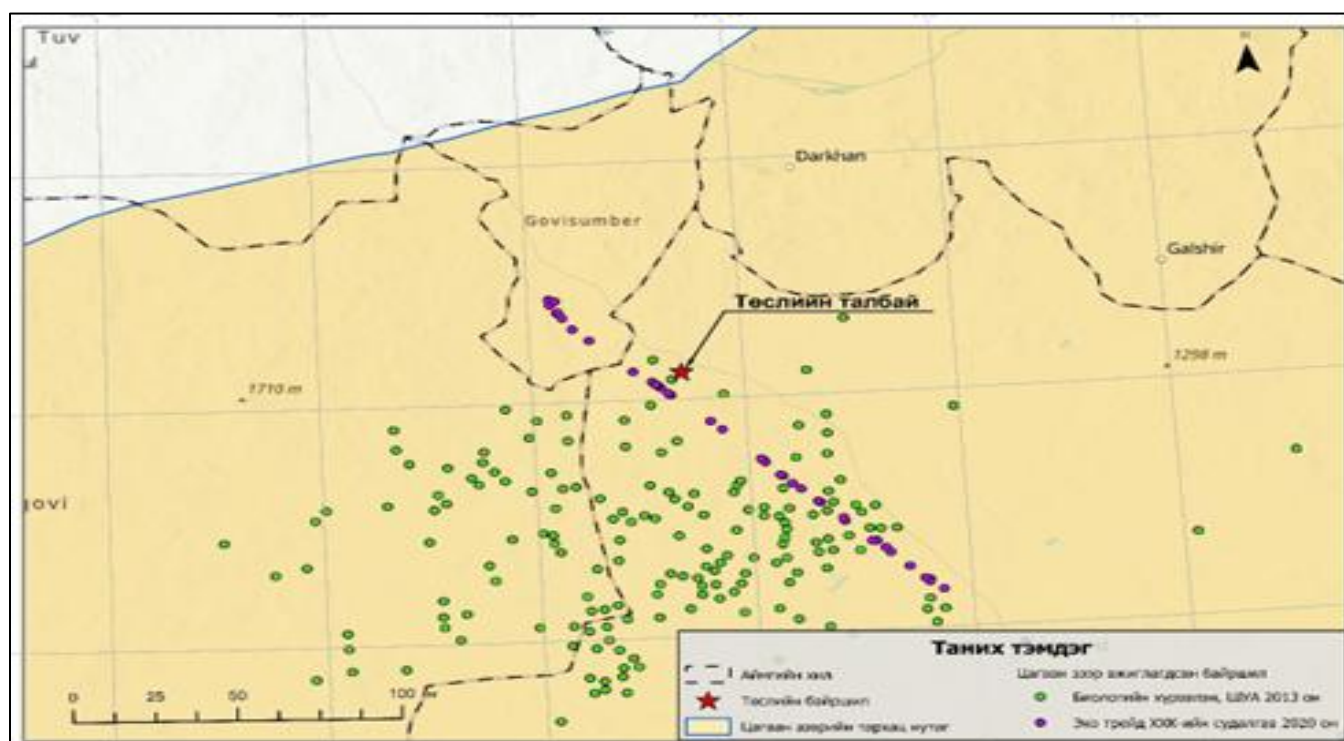 Tuv
Darkhan
Govisumber
Galshir
Төслийн талбай
1298 m
1710 m
jovi
Таних тэмдэг
Аймгийн хил
Төслийн байршил
Цагаан зээрийн тархац нутаг
Цагаан зээр ажиглагдсан байршил
Биологийн хүрээлэн, ШУА 2013 он
Эко трейд ХХК-ийн судалгаа 2020 он
0 25 50 100